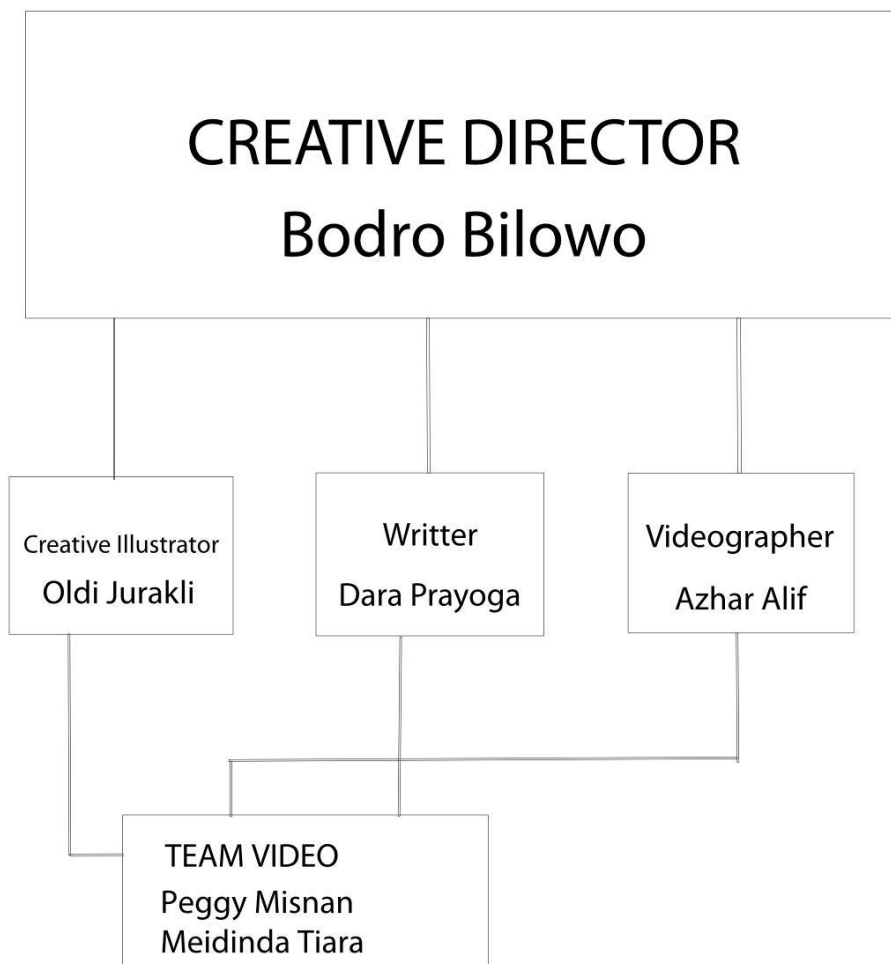 CREATIVE DIRECTOR
Bodro Bilowo
Creative Illustrator
Oldi Jurakli
Writter
Dara Prayoga
Videographer
Azhar Alif
TEAM VIDEO
Peggy Misnan
Meidinda Tiara